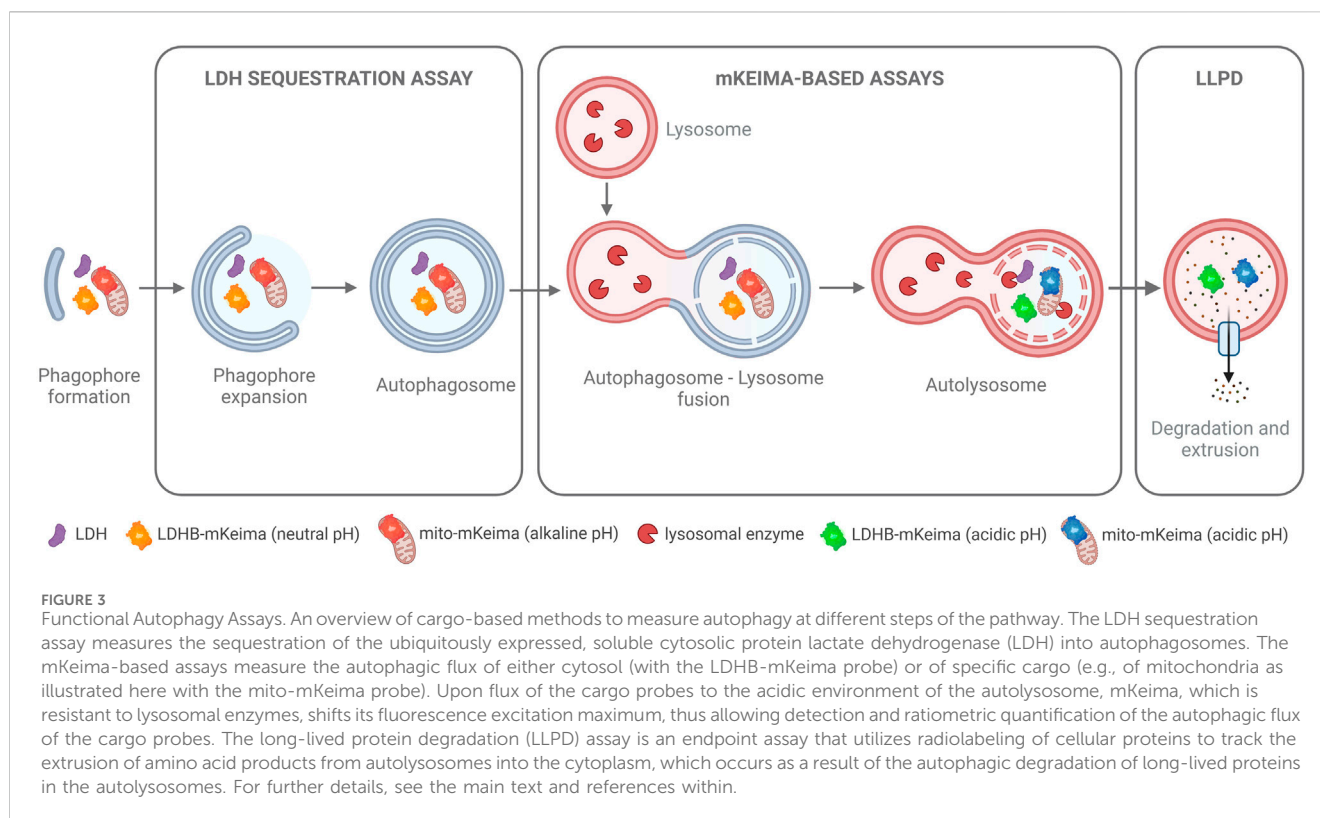 LDH SEQUESTRATION ASSAY
mKEIMA-BASED ASSAYS
LLPD
Lysosome
Phagophore
formation
Phagophore
expansion
Autophagosome
Autophagosome - Lysosome
fusion
Autolysosome
Degradation and
extrusion
LDH
LDHB-mKeima (neutral pH)
mito-mKeima (alkaline pH)
lysosomal enzyme
LDHB-mKeima (acidic pH)
mito-mKeima (acidic pH)
FIGURE 3
Functional Autophagy Assays. An overview of cargo-based methods to measure autophagy at different steps of the pathway. The LDH sequestration
assay measures the sequestration of the ubiquitously expressed, soluble cytosolic protein lactate dehydrogenase (LDH) into autophagosomes. The
mKeima-based assays measure the autophagic flux of either cytosol (with the LDHB-mKeima probe) or of specific cargo (e.g., of mitochondria as
illustrated here with the mito-mKeima probe). Upon flux of the cargo probes to the acidic environment of the autolysosome, mKeima, which is
resistant to lysosomal enzymes, shifts its fluorescence excitation maximum, thus allowing detection and ratiometric quantification of the autophagic flux
of the cargo probes. The long-lived protein degradation (LLPD) assay is an endpoint assay that utilizes radiolabeling of cellular proteins to track the
extrusion of amino acid products from autolysosomes into the cytoplasm, which occurs as a result of the autophagic degradation of long-lived proteins
in the autolysosomes. For further details, see the main text and references within.